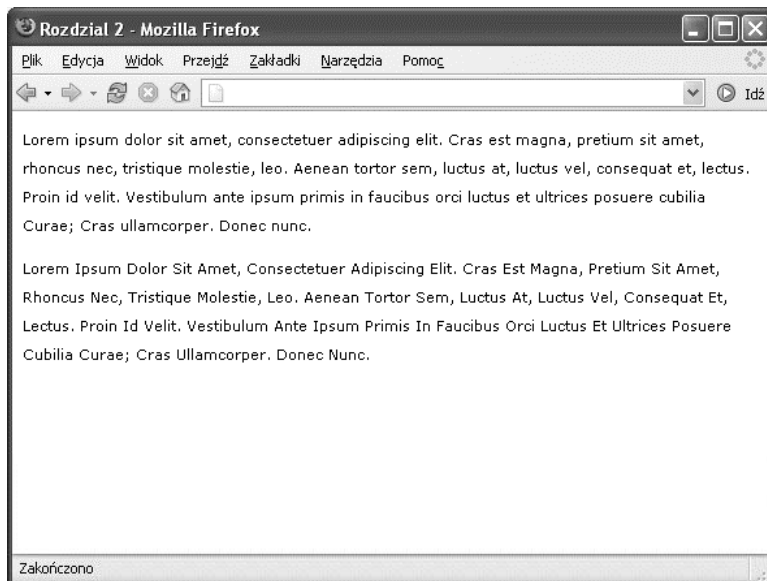 Rozdzial 2 - Mozilla Firefox
Plik Edycja Widok Przejdź Zakładki Narzędzia Pomoc
Idź
Lorem ipsum dolor sit amet, consectetuer adipiscing elit. Cras est magna, pretium sit amet,
rhoncus nec, tristique molestie, leo. Aenean tortor sem, luctus at, luctus vel, consequat et, lectus.
Proin id velit. Vestibulum ante ipsum primis in faucibus orci luctus et ultrices posuere cubilia
Curae; Cras ullamcorper. Donec nunc.
Lorem Ipsum Dolor Sit Amet, Consectetuer Adipiscing Elit. Cras Est Magna, Pretium Sit Amet,
Rhoncus Nec, Tristique Molestie, Leo. Aenean Tortor Sem, Luctus At, Luctus Vel, Consequat Et,
Lectus. Proin Id Velit. Vestibulum Ante Ipsum Primis In Faucibus Orci Luctus Et Ultrices Posuere
Cubilia Curae; Cras Ullamcorper. Donec Nunc.
Zakończono